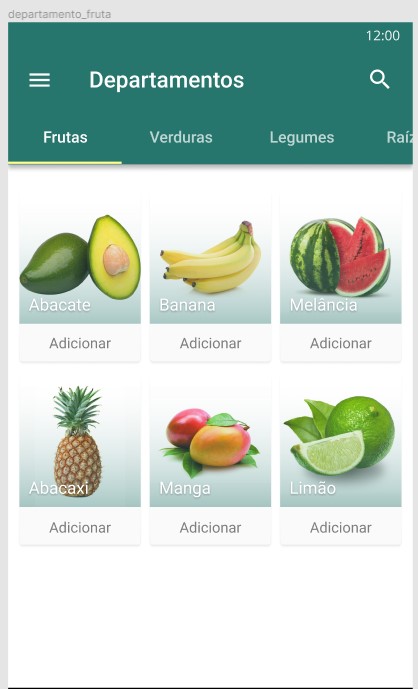 departamento_fruta
12:00
Departamentos
Frutas Verduras Legumes Raíz
Abacate Banana Melância
Adicionar Adicionar Adicionar
Abacaxi Manga Limão
Adicionar Adicionar Adicionar